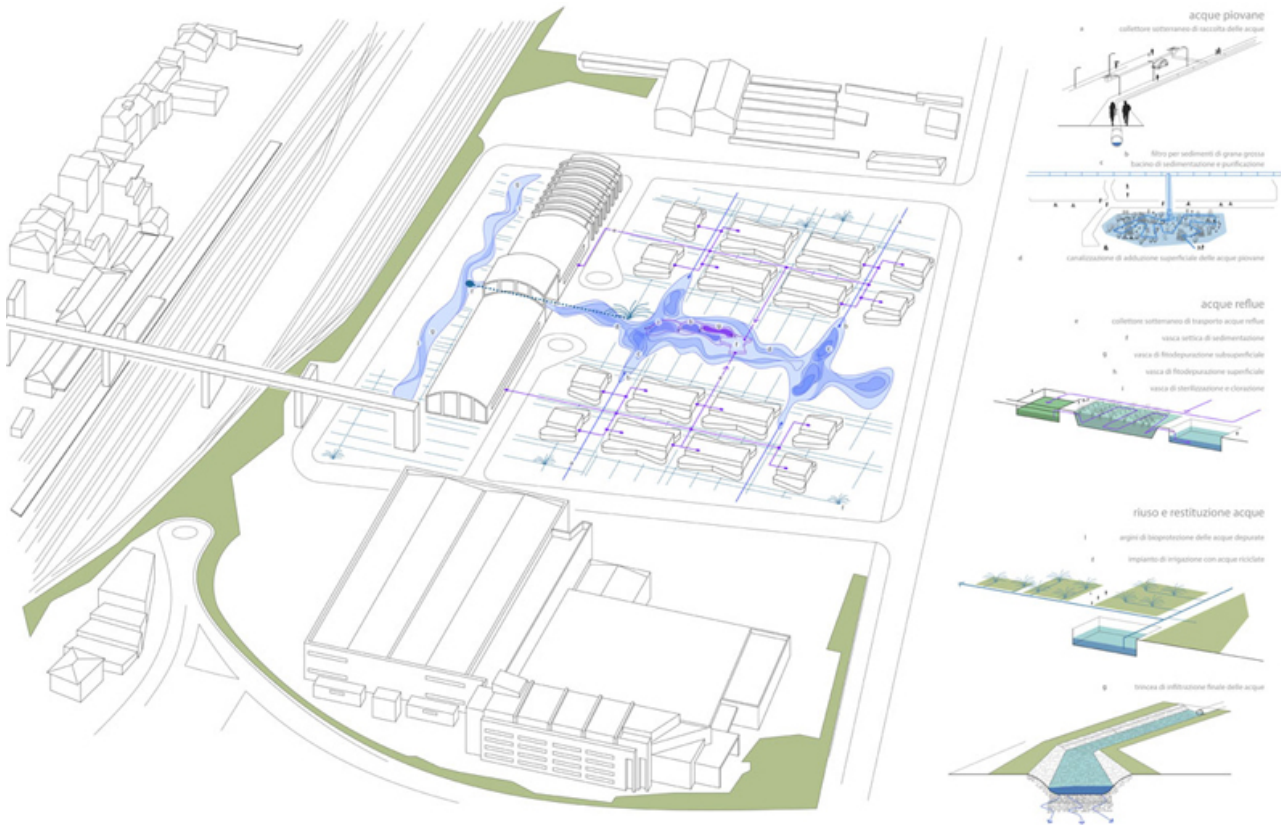 acque piovane
a collettore sotterraneo di raccolta delle acque
b filtro per sedimenti di grana grossa
c bacino di sedimentazione e purificazione
d canalizzazione di adduzione superficiale delle acque piovane
acque reflue
e collettore sotterraneo di trasporto acque reflue
f vasca settica di sedimentazione
g vasca di fitodepurazione subsuperficiale
h vasca di fitodepurazione superficiale
i vasca di sterilizzazione e clorazione
riuso e restituzione acque
l argini di bioprotezione delle acque depurate
impianto di irrigazione con acque riciclate
g trincea di infiltrazione finale delle acque